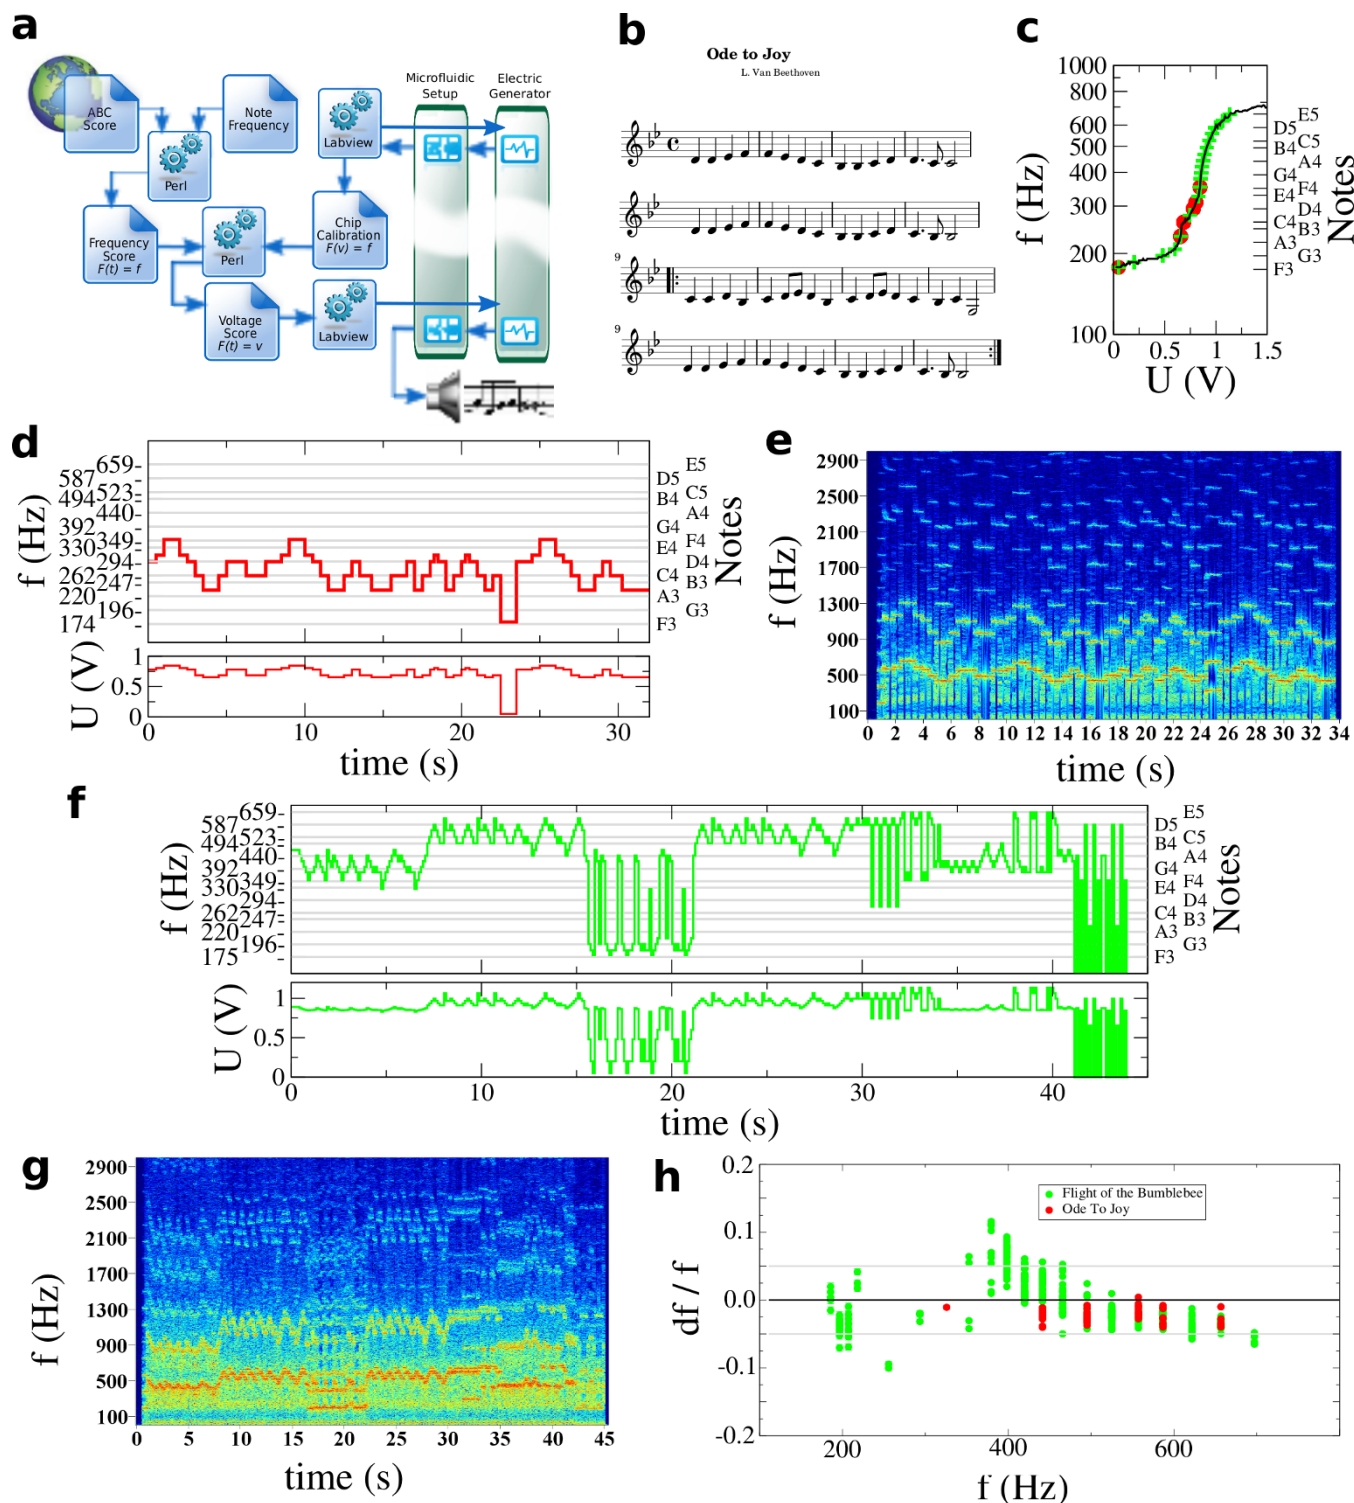 a
Microfluidic
Setup
Electric
Generator
ABC
Score
Note
Frequency
Labview
Perl
Frequency
Score
F(t) = f
Perl
Chip
Calibration
F(v) = f
Voltage
Score
F(t) = v
Labview
b
Ode to Joy
L. Van Beethoven
5
9
9
c
f (Hz)
1000
800
600
500
400
300
200
100
0
0.5
1
1.5
U (V)
E5
D5
C5
B4
A4
G4
F4
E4
D4
C4
B3
A3
G3
F3
Notes
d
f (Hz)
659
587
523
494
440
392
349
330
294
262
247
220
196
174
E5
D5
C5
B4
A4
G4
F4
E4
D4
C4
B3
A3
G3
F3
Notes
U (V)
1
0.5
0
0
10
20
30
time (s)
e
f (Hz)
2900
2500
2100
1700
1300
900
500
100
0 2 4 6 8 10 12 14 16 18 20 22 24 26 28 30 32 34
time (s)
f
f (Hz)
659
587
523
494
440
392
349
330
294
262
247
220
196
175
E5
D5
C5
B4
A4
G4
F4
E4
D4
C4
B3
A3
G3
F3
Notes
U (V)
1
0.5
0
0
10
20
30
40
time (s)
g
f (Hz)
2900
2500
2100
1700
1300
900
500
100
0 5 10 15 20 25 30 35 40 45
time (s)
h
df / f
0.2
0.1
0.0
-0.1
-0.2
Flight of the Bumblebee
Ode To Joy
200
400
600
f (Hz)